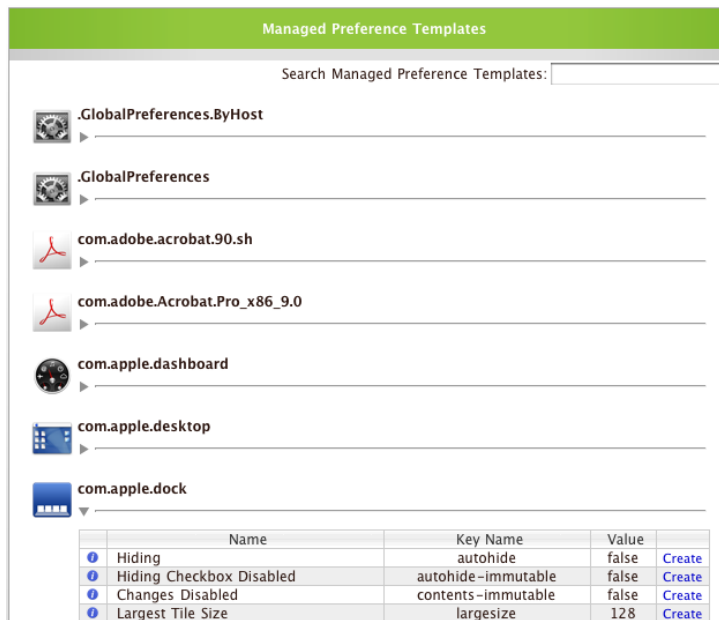 Managed Preference Templates
Search Managed Preference Templates:
.GlobalPreferences.ByHost
.GlobalPreferences
com.adobe.acrobat.90.sh
com.adobe.Acrobat.Pro_x86_9.0
com.apple.dashboard
com.apple.desktop
com.apple.dock
Name Key Name Value
Hiding autohide false Create
Hiding Checkbox Disabled autohide-immutable false Create
Changes Disabled contents-immutable false Create
Largest Tile Size largesize 128 Create